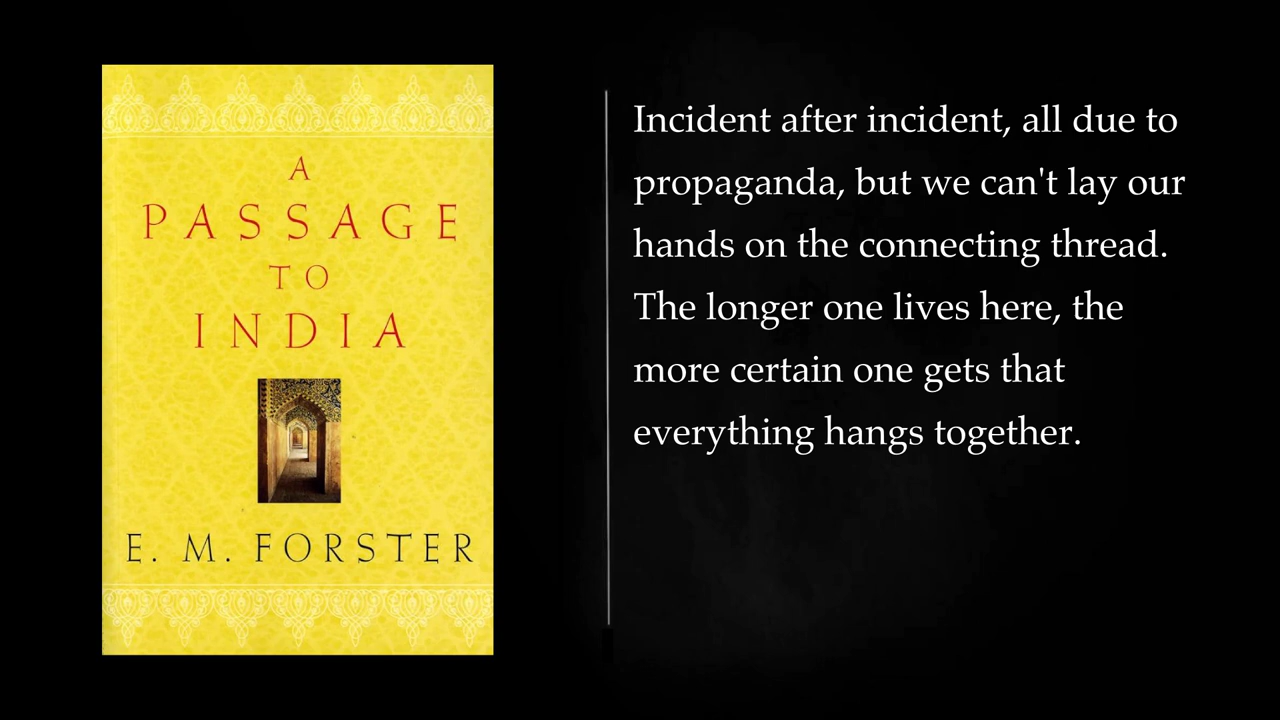 A
PASSAGE
TO
INDIA
E. M. FORSTER
Incident after incident, all due to
propaganda, but we can't lay our
hands on the connecting thread.
The longer one lives here, the
more certain one gets that
everything hangs together.